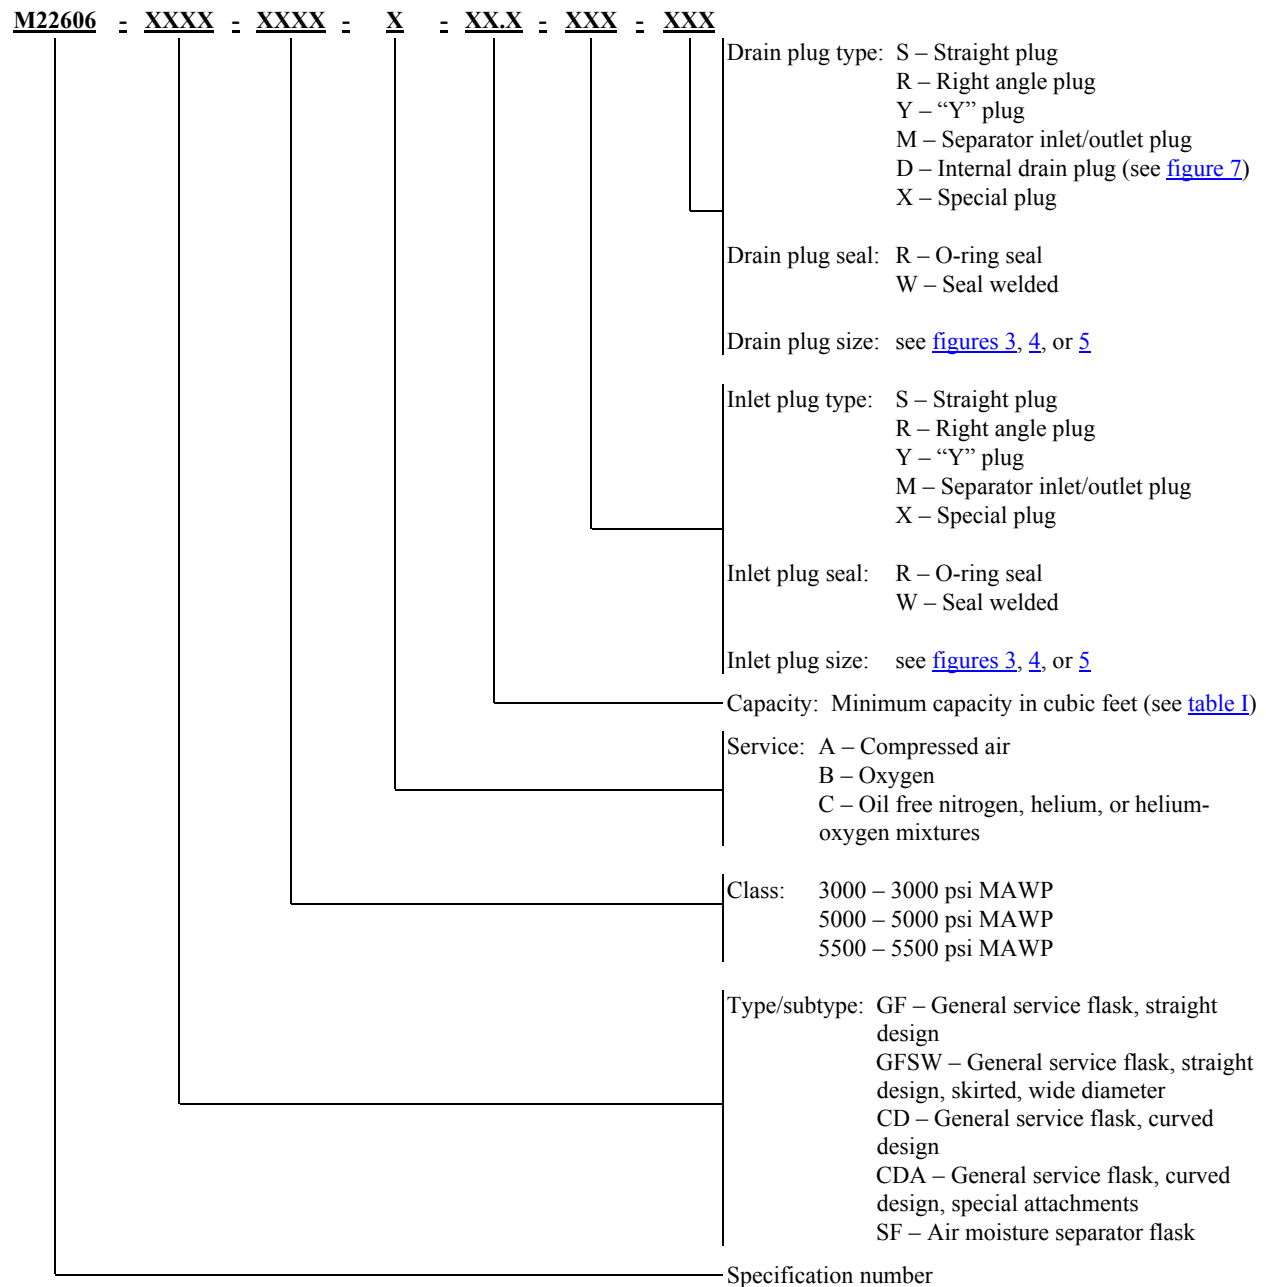 M22606 - XXXX - XXXX - X - XX.X - XXX - XXX
Drain plug type: S – Straight plug
R – Right angle plug
Y – “Y” plug
M – Separator inlet/outlet plug
D – Internal drain plug (see figure 7)
X – Special plug
Drain plug seal: R – O-ring seal
W – Seal welded
Drain plug size: see figures 3, 4, or 5
Inlet plug type: S – Straight plug
R – Right angle plug
Y – “Y” plug
M – Separator inlet/outlet plug
X – Special plug
Inlet plug seal: R – O-ring seal
W – Seal welded
Inlet plug size: see figures 3, 4, or 5
Capacity: Minimum capacity in cubic feet (see table I)
Service: A – Compressed air
B – Oxygen
C – Oil free nitrogen, helium, or helium-
oxygen mixtures
Class: 3000 – 3000 psi MAWP
5000 – 5000 psi MAWP
5500 – 5500 psi MAWP
Type/subtype: GF – General service flask, straight
design
GFSW – General service flask, straight
design, skirted, wide diameter
CD – General service flask, curved
design
CDA – General service flask, curved
design, special attachments
SF – Air moisture separator flask
Specification number